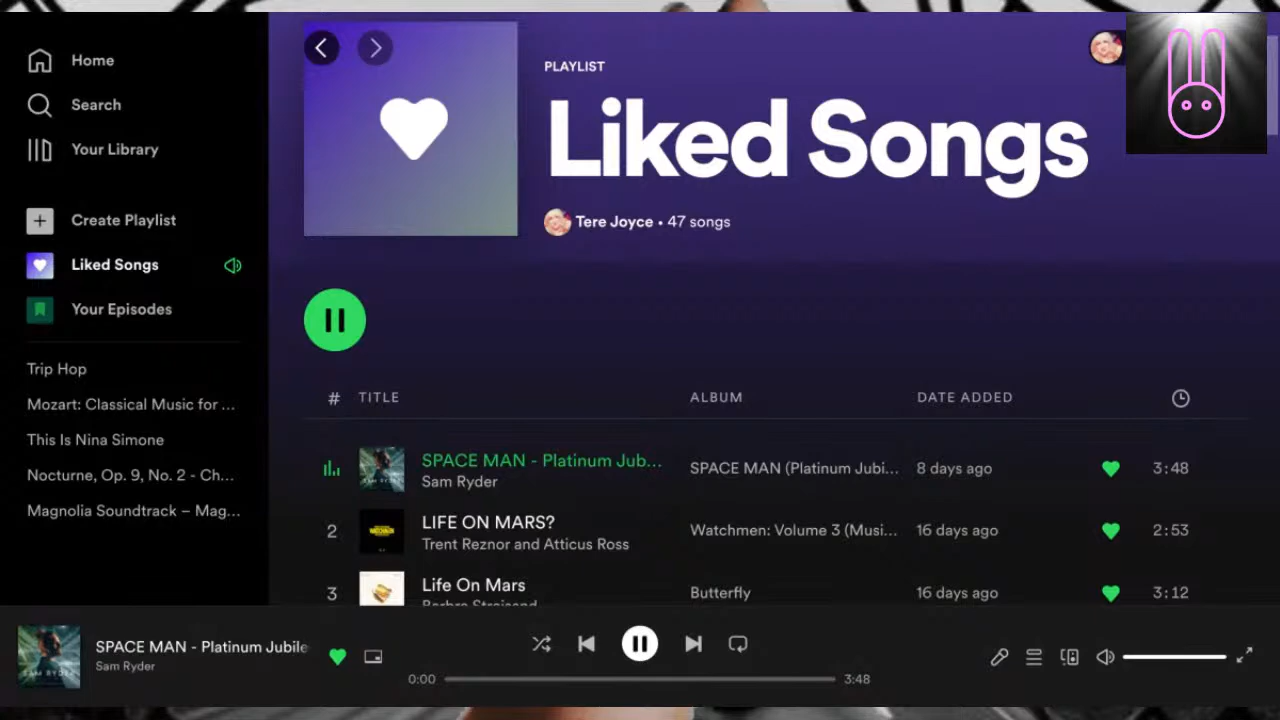 Home
Search
Your Library
Create Playlist
Liked Songs
Your Episodes
Trip Hop
Mozart: Classical Music for ...
This Is Nina Simone
Nocturne, Op. 9, No. 2 - Ch...
Magnolia Soundtrack – Mag...
PLAYLIST
Liked Songs
Tere Joyce • 47 songs
# TITLE ALBUM DATE ADDED
SPACE MAN - Platinum Jub... SPACE MAN (Platinum Jubi... 8 days ago 3:48
Sam Ryder
2 LIFE ON MARS? Watchmen: Volume 3 (Musi... 16 days ago 2:53
Trent Reznor and Atticus Ross
3 Life On Mars Butterfly 16 days ago 3:12
Barbra Streisand
SPACE MAN - Platinum Jubile
Sam Ryder
0:00 3:48